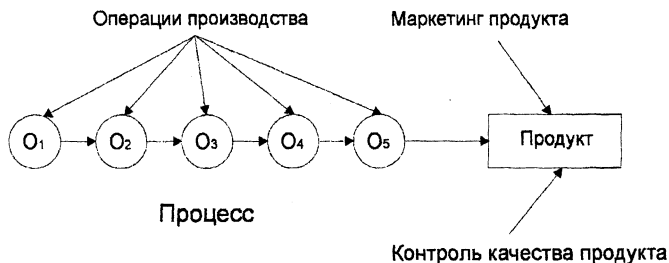 Операции производства
Маркетинг продукта
O1 O2 O3 O4 O5 Продукт
Процесс
Контроль качества продукта